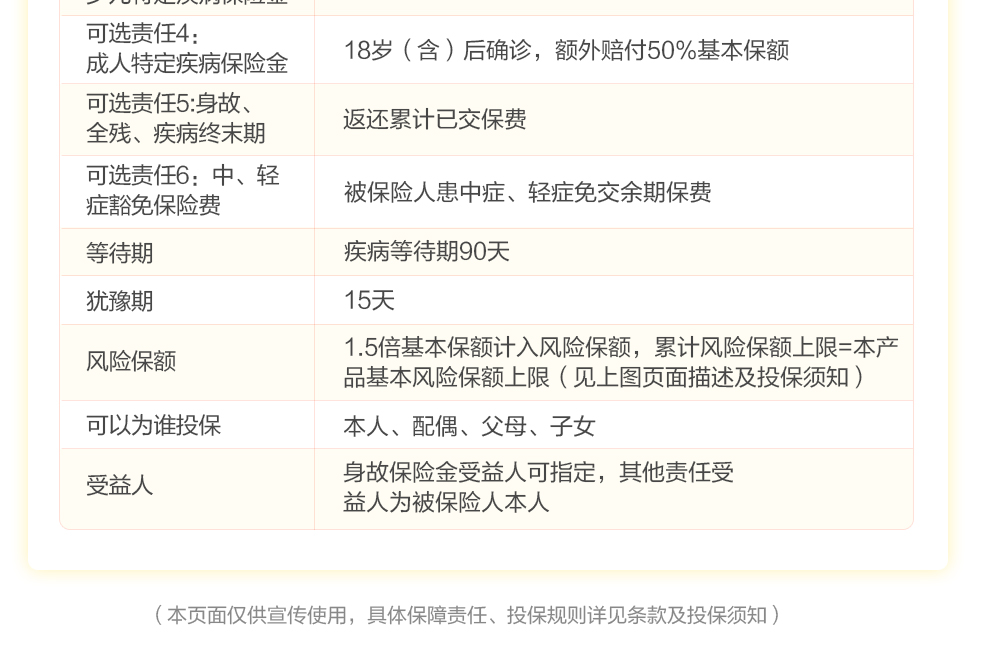 可选责任4：
成人特定疾病保险金
18岁（含）后确诊，额外赔付50%基本保额
可选责任5:身故、
全残、疾病终末期
返还累计已交保费
可选责任6：中、轻
症豁免保险费
被保险人患中症、轻症免交余期保费
等待期
疾病等待期90天
犹豫期
15天
风险保额
1.5倍基本保额计入风险保额，累计风险保额上限=本产
品基本风险保额上限（见上图页面描述及投保须知）
可以为谁投保
本人、配偶、父母、子女
受益人
身故保险金受益人可指定，其他责任受
益人为被保险人本人
（本页面仅供宣传使用，具体保障责任、投保规则详见条款及投保须知）